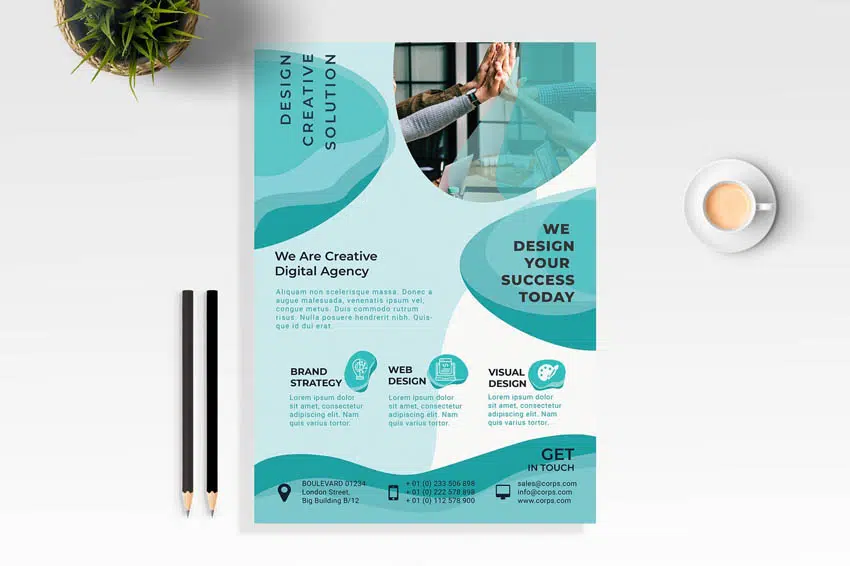 DESIGN
CREATIVE
SOLUTION
WE
DESIGN
YOUR
SUCCESS
TODAY
We Are Creative
Digital Agency
Aliquam non scelerisque massa. Donec a
augue malesuada, venenatis ipsum vel,
congue metus. Duis commodo rutrum
risus. Nulla posuere hendrerit nibh. Quis-
que id dui erat.
BRAND
STRATEGY
Lorem ipsum dolor
sit amet, consectetur
adipiscing elit. Nam
quis varius tortor.
WEB
DESIGN
Lorem ipsum dolor
sit amet, consectetur
adipiscing elit. Nam
quis varius tortor.
VISUAL
DESIGN
Lorem ipsum dolor
sit amet, consectetur
adipiscing elit. Nam
quis varius tortor.
GET
IN TOUCH
BOULEVARD 01234
London Street,
Big Building B/12
+ 01 (0) 233 506 898
+ 01 (0) 222 578 898
+ 01 (0) 112 578 900
sales@corps.com
info@corps.com
www.corps.com